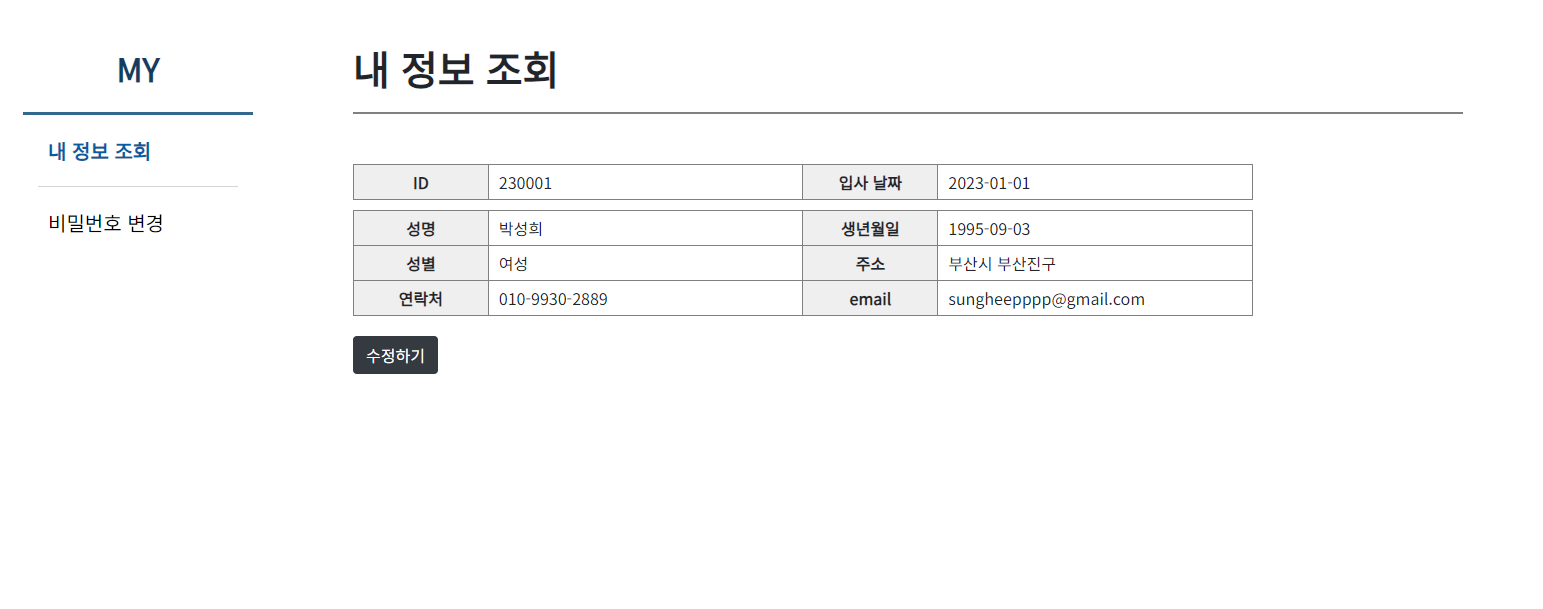 MY
내 정보 조회
비밀번호 변경
내 정보 조회
ID 230001 입사 날짜 2023-01-01
성명 박성희 생년월일 1995-09-03
성별 여성 주소 부산시 부산진구
연락처 010-9930-2889 email sungheepppp@gmail.com
수정하기